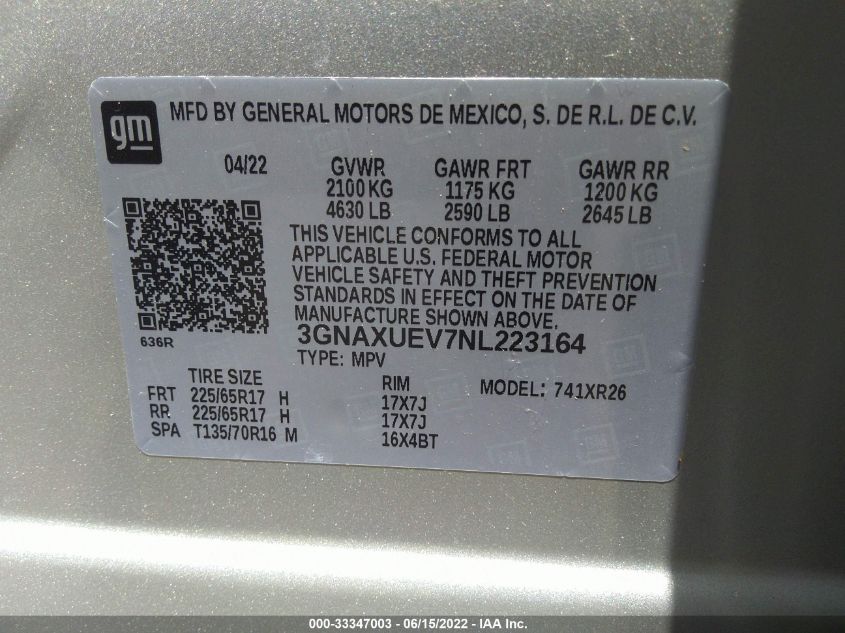 gm
MFD BY GENERAL MOTORS DE MEXICO, S. DE R.L. DE C.V.
04/22 GVWR GAWR FRT GAWR RR
2100 KG 1175 KG 1200 KG
4630 LB 2590 LB 2645 LB
THIS VEHICLE CONFORMS TO ALL
APPLICABLE U.S. FEDERAL MOTOR
VEHICLE SAFETY AND THEFT PREVENTION
STANDARDS IN EFFECT ON THE DATE OF
MANUFACTURE SHOWN ABOVE.
636R
3GNAXUEV7NL223164
TYPE: MPV
TIRE SIZE RIM MODEL: 741XR26
FRT 225/65R17 H 17X7J
RR 225/65R17 H 17X7J
SPA T135/70R16 M 16X4BT
000-33347003 - 06/15/2022 - IAA Inc.